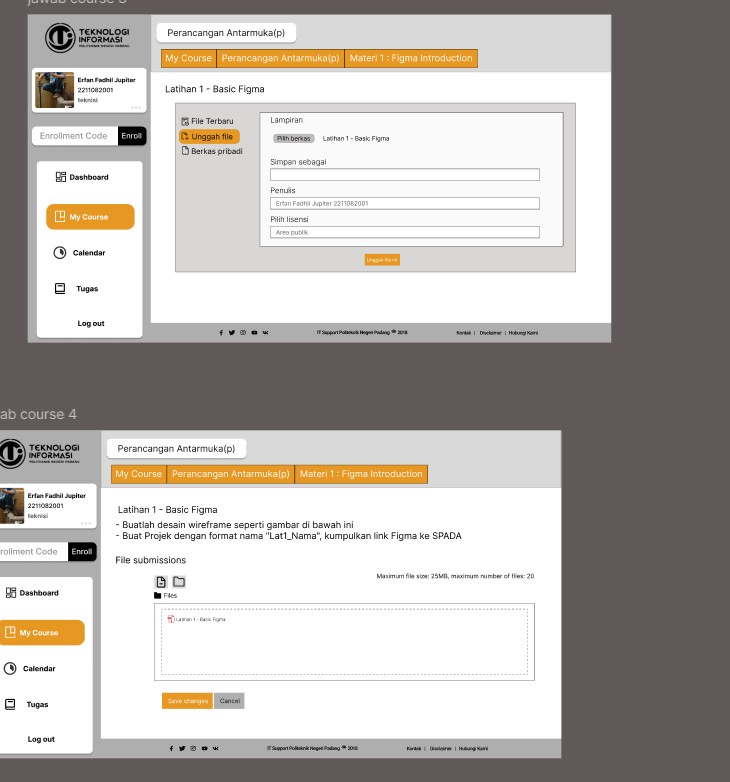 jawab course 3
TEKNOLOGI
INFORMASI
POLITEKNIK NEGERI PADANG
Perancangan Antarmuka(p)
My Course
Perancangan Antarmuka(p)
Materi 1 : Figma Introduction
Erfan Fadhil Jupiter
2211082001
teknisi
Enrollment Code
Enroll
Dashboard
My Course
Calendar
Tugas
Log out
Latihan 1 - Basic Figma
File Terbaru
Unggah file
Berkas pribadi
Lampiran
Pilih berkas
Latihan 1 - Basic Figma
Simpan sebagai
Penulis
Erfan Fadhil Jupiter 2211082001
Pilih lisensi
Area publik
Unggah file ini
IT Support Politeknik Negeri Padang © 2018
Kontak | Disclaimer | Hubungi Kami
ab course 4
TEKNOLOGI
INFORMASI
POLITEKNIK NEGERI PADANG
Perancangan Antarmuka(p)
My Course
Perancangan Antarmuka(p)
Materi 1 : Figma Introduction
Erfan Fadhil Jupiter
2211082001
teknisi
rollment Code
Enroll
Dashboard
My Course
Calendar
Tugas
Log out
Latihan 1 - Basic Figma
- Buatlah desain wireframe seperti gambar di bawah ini
- Buat Projek dengan format nama "Lat1_Nama", kumpulkan link Figma ke SPADA
File submissions
Maximum file size: 25MB, maximum number of files: 20
Files
Latihan 1 - Basic Figma
Save changes
Cancel
IT Support Politeknik Negeri Padang © 2018
Kontak | Disclaimer | Hubungi Kami